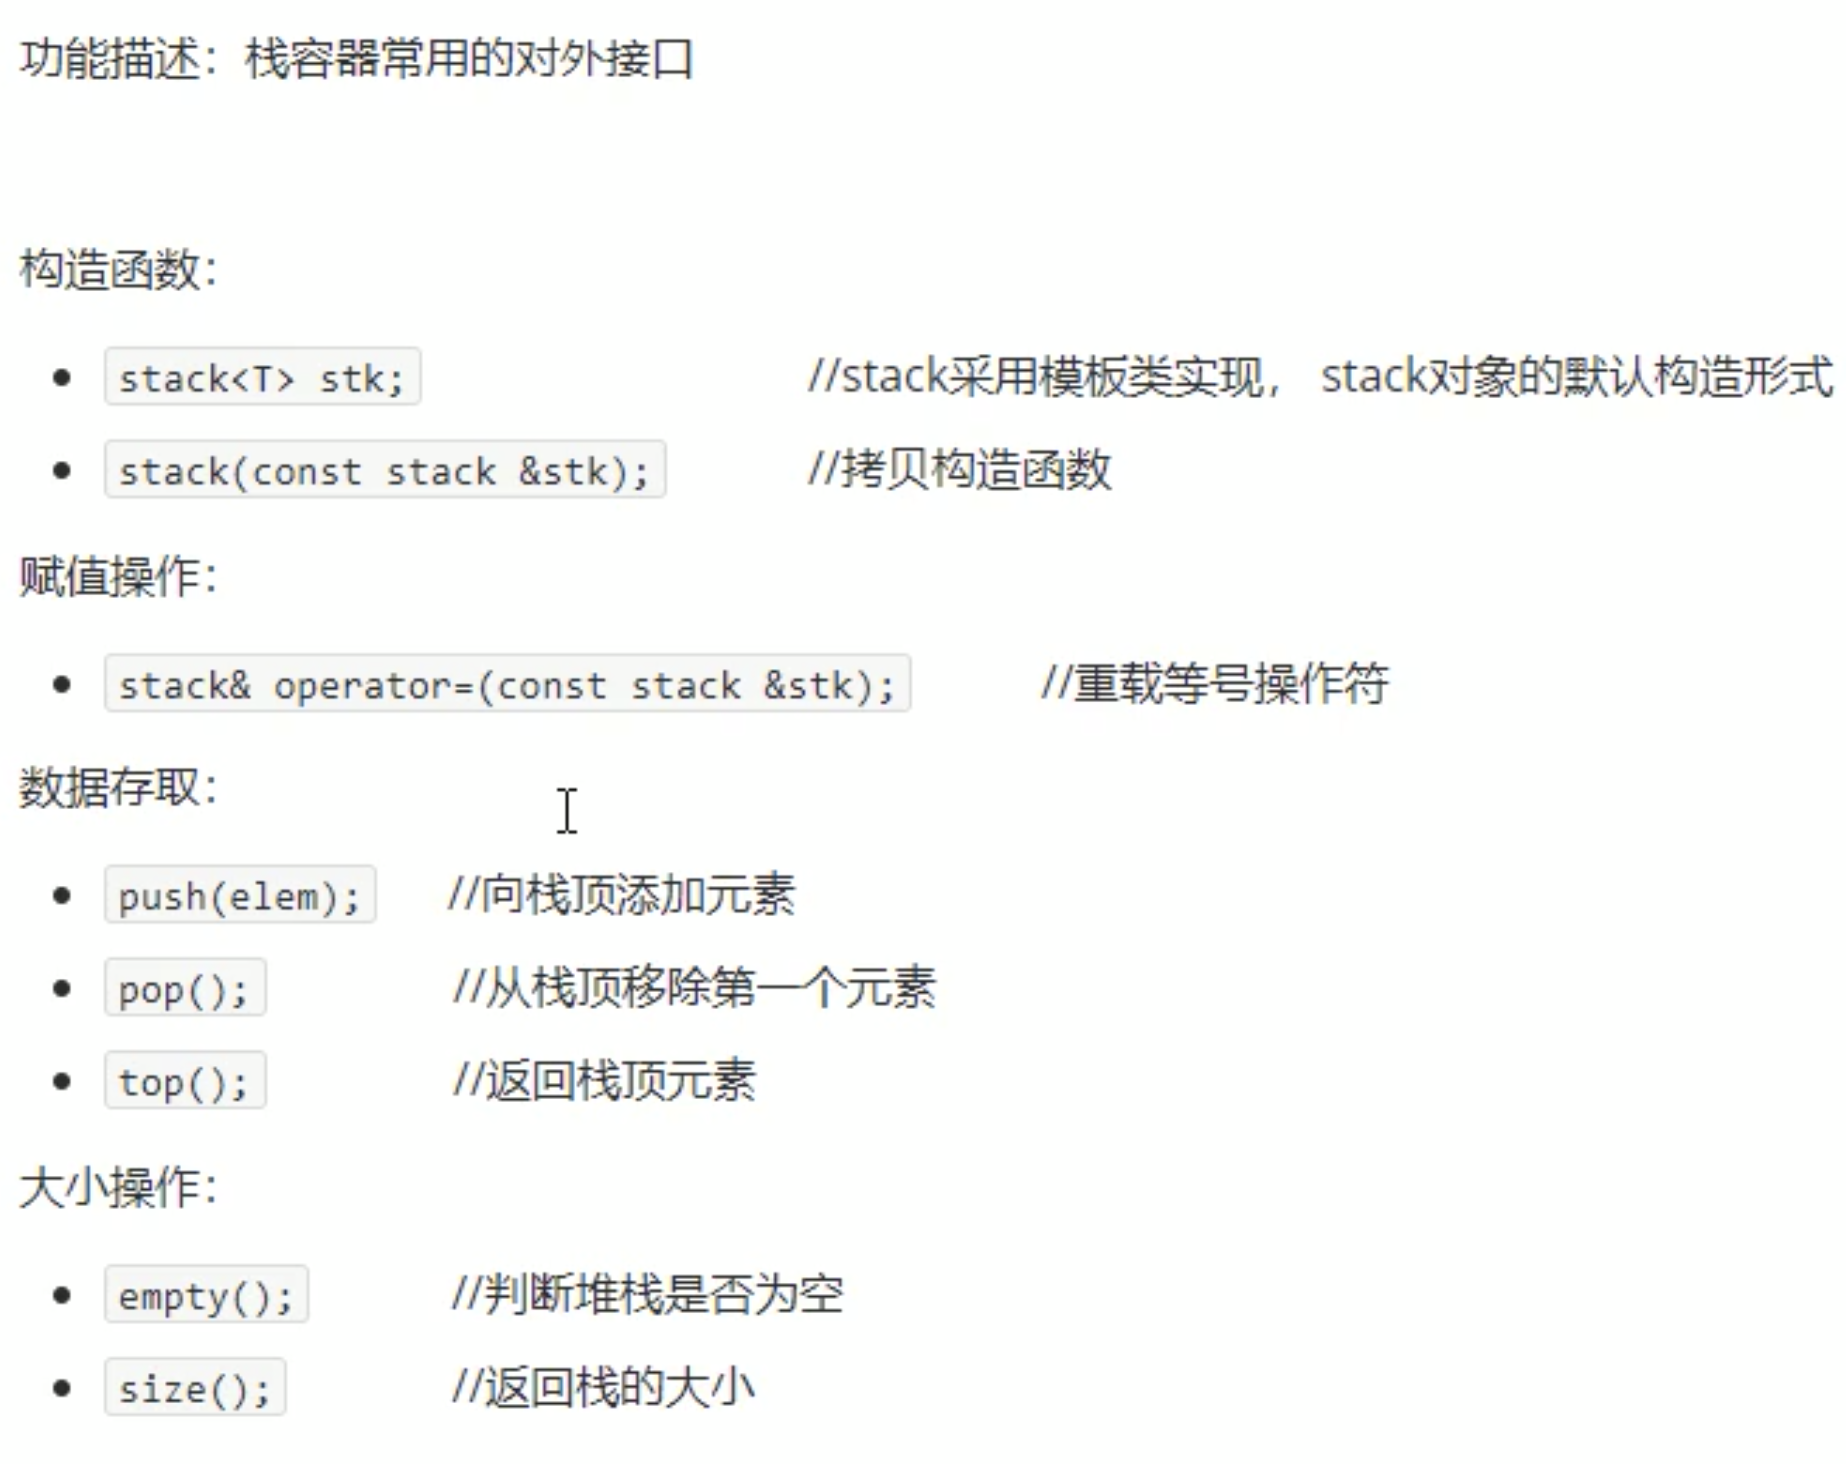 功能描述：栈容器常用的对外接口
构造函数：
stack<T> stk; //stack采用模板类实现， stack对象的默认构造形式
stack(const stack &stk); //拷贝构造函数
赋值操作：
stack& operator=(const stack &stk); //重载等号操作符
数据存取：
push(elem); //向栈顶添加元素
pop(); //从栈顶移除第一个元素
top(); //返回栈顶元素
大小操作：
empty(); //判断堆栈是否为空
size(); //返回栈的大小